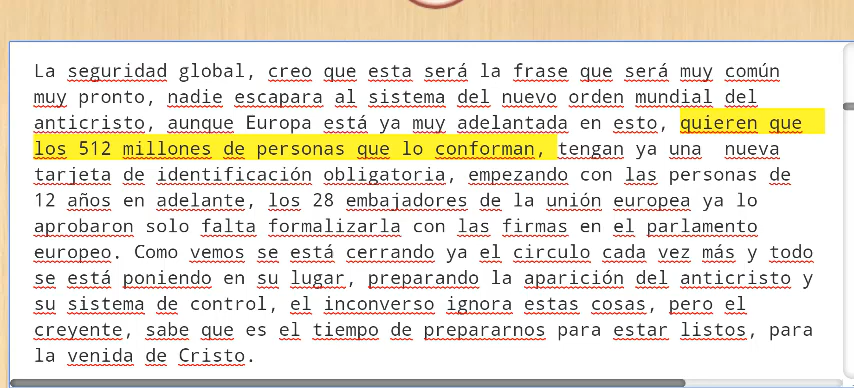 La seguridad global, creo que esta será la frase que será muy común
muy pronto, nadie escapara al sistema del nuevo orden mundial del
anticristo, aunque Europa está ya muy adelantada en esto, quieren que
los 512 millones de personas que lo conforman, tengan ya una  nueva
tarjeta de identificación obligatoria, empezando con las personas de
12 años en adelante, los 28 embajadores de la unión europea ya lo
aprobaron solo falta formalizarla con las firmas en el parlamento
europeo. Como vemos se está cerrando ya el circulo cada vez más y todo
se está poniendo en su lugar, preparando la aparición del anticristo y
su sistema de control, el inconverso ignora estas cosas, pero el
creyente, sabe que es el tiempo de prepararnos para estar listos, para
la venida de Cristo.